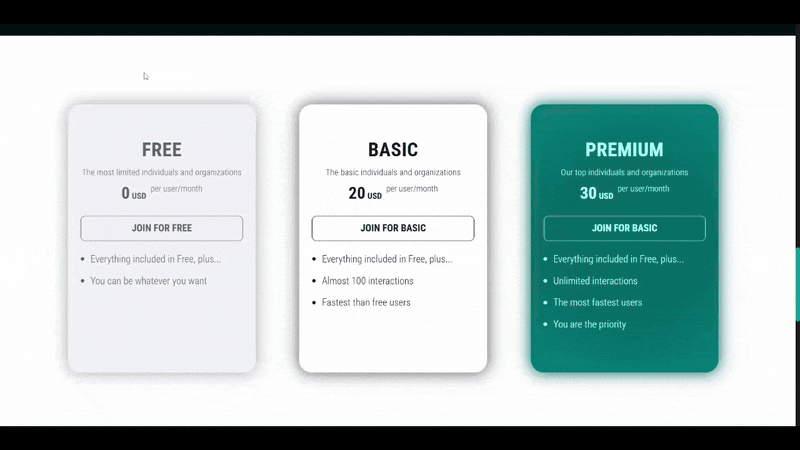 FREE
The most limited individuals and organizations
0 USD per user/month
JOIN FOR FREE
Everything included in Free, plus...
You can be whatever you want
BASIC
The basic individuals and organizations
20 USD per user/month
JOIN FOR BASIC
Everything included in Free, plus...
Almost 100 interactions
Fastest than free users
PREMIUM
Our top individuals and organizations
30 USD per user/month
JOIN FOR BASIC
Everything included in Free, plus...
Unlimited interactions
The most fastest users
You are the priority